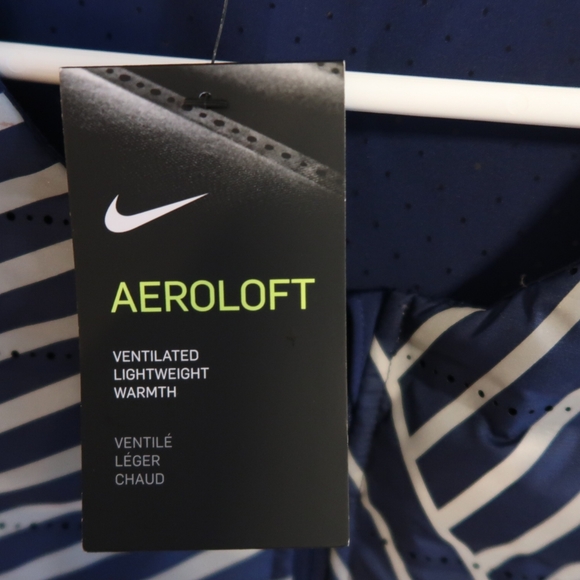 AEROLOFT
VENTILATED
LIGHTWEIGHT
WARMTH
VENTILÉ
LÉGER
CHAUD